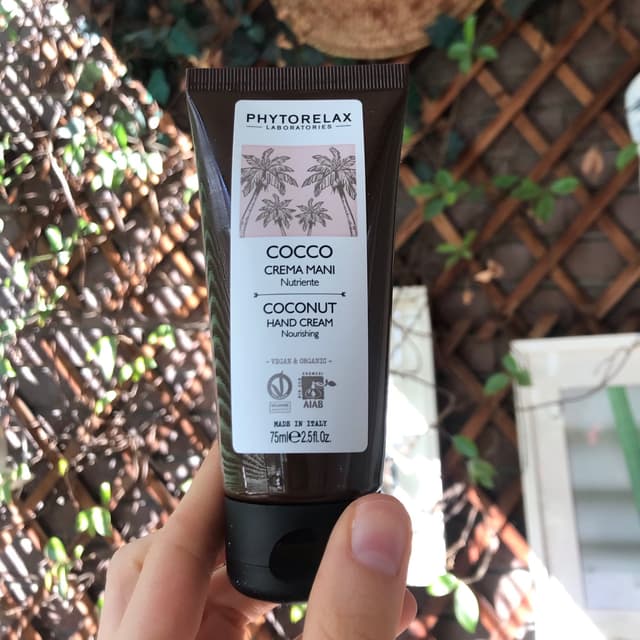 PHYTORELAX
LABORATORIES
COCCO
CREMA MANI
Nutriente
COCONUT
HAND CREAM
Nourishing
- VEGAN & ORGANIC -
AIAB
MADE IN ITALY
75ml℮2.5fl.oz.